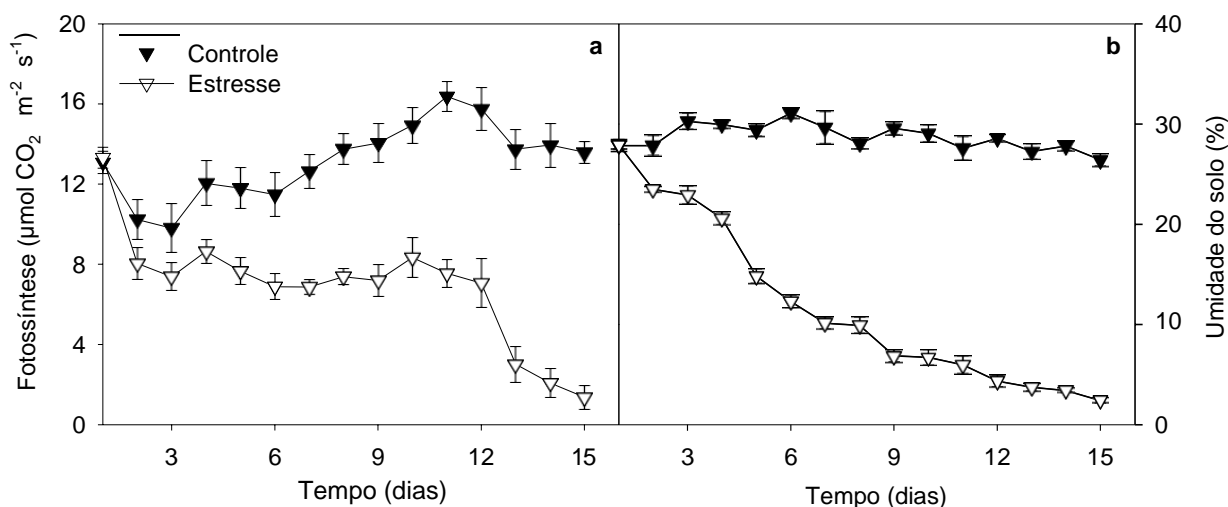 20
16
12
8
4
0
Fotossíntese (μmol CO2 m-2 s-1)
Controle
Estresse
a
b
40
30
20
10
0
Umidade do solo (%)
3 6 9 12 15
3 6 9 12 15
Tempo (dias)
Tempo (dias)